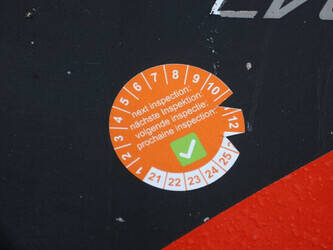 1 2 3 4 5 6 7 8 9 10 12
next inspection:
nächste Inspektion:
volgende inspectie:
prochaine inspection:
21 22 23 24 25